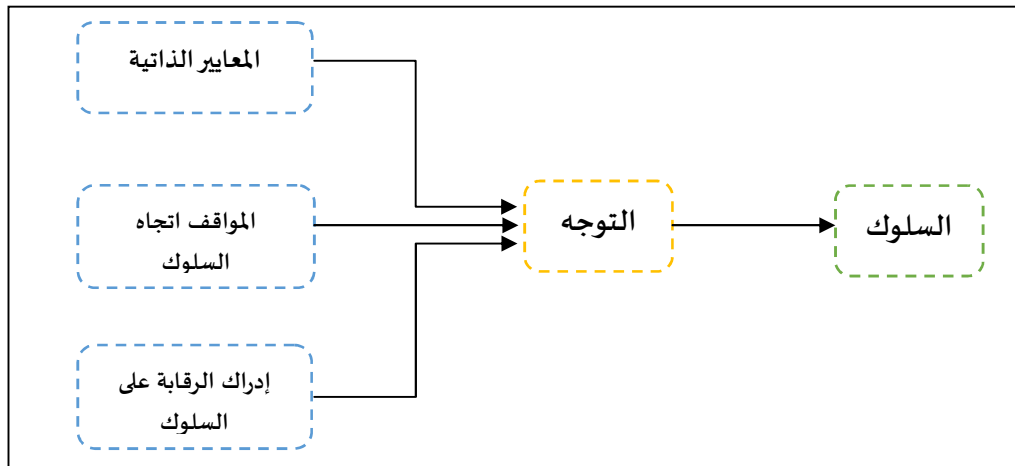 المعايير الذاتية
المواقف اتجاه
السلوك
إدراك الرقابة على
السلوك
التوجه
السلوك